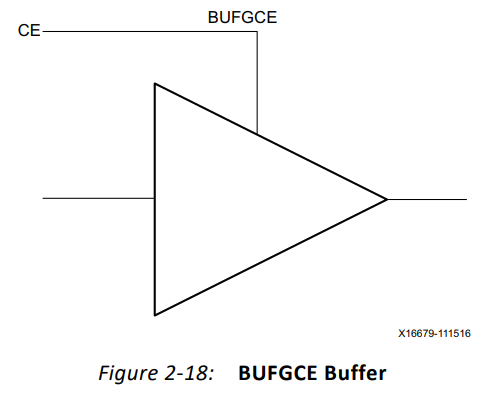 BUFGCE
CE
X16679-111516
Figure 2-18: BUFGCE Buffer